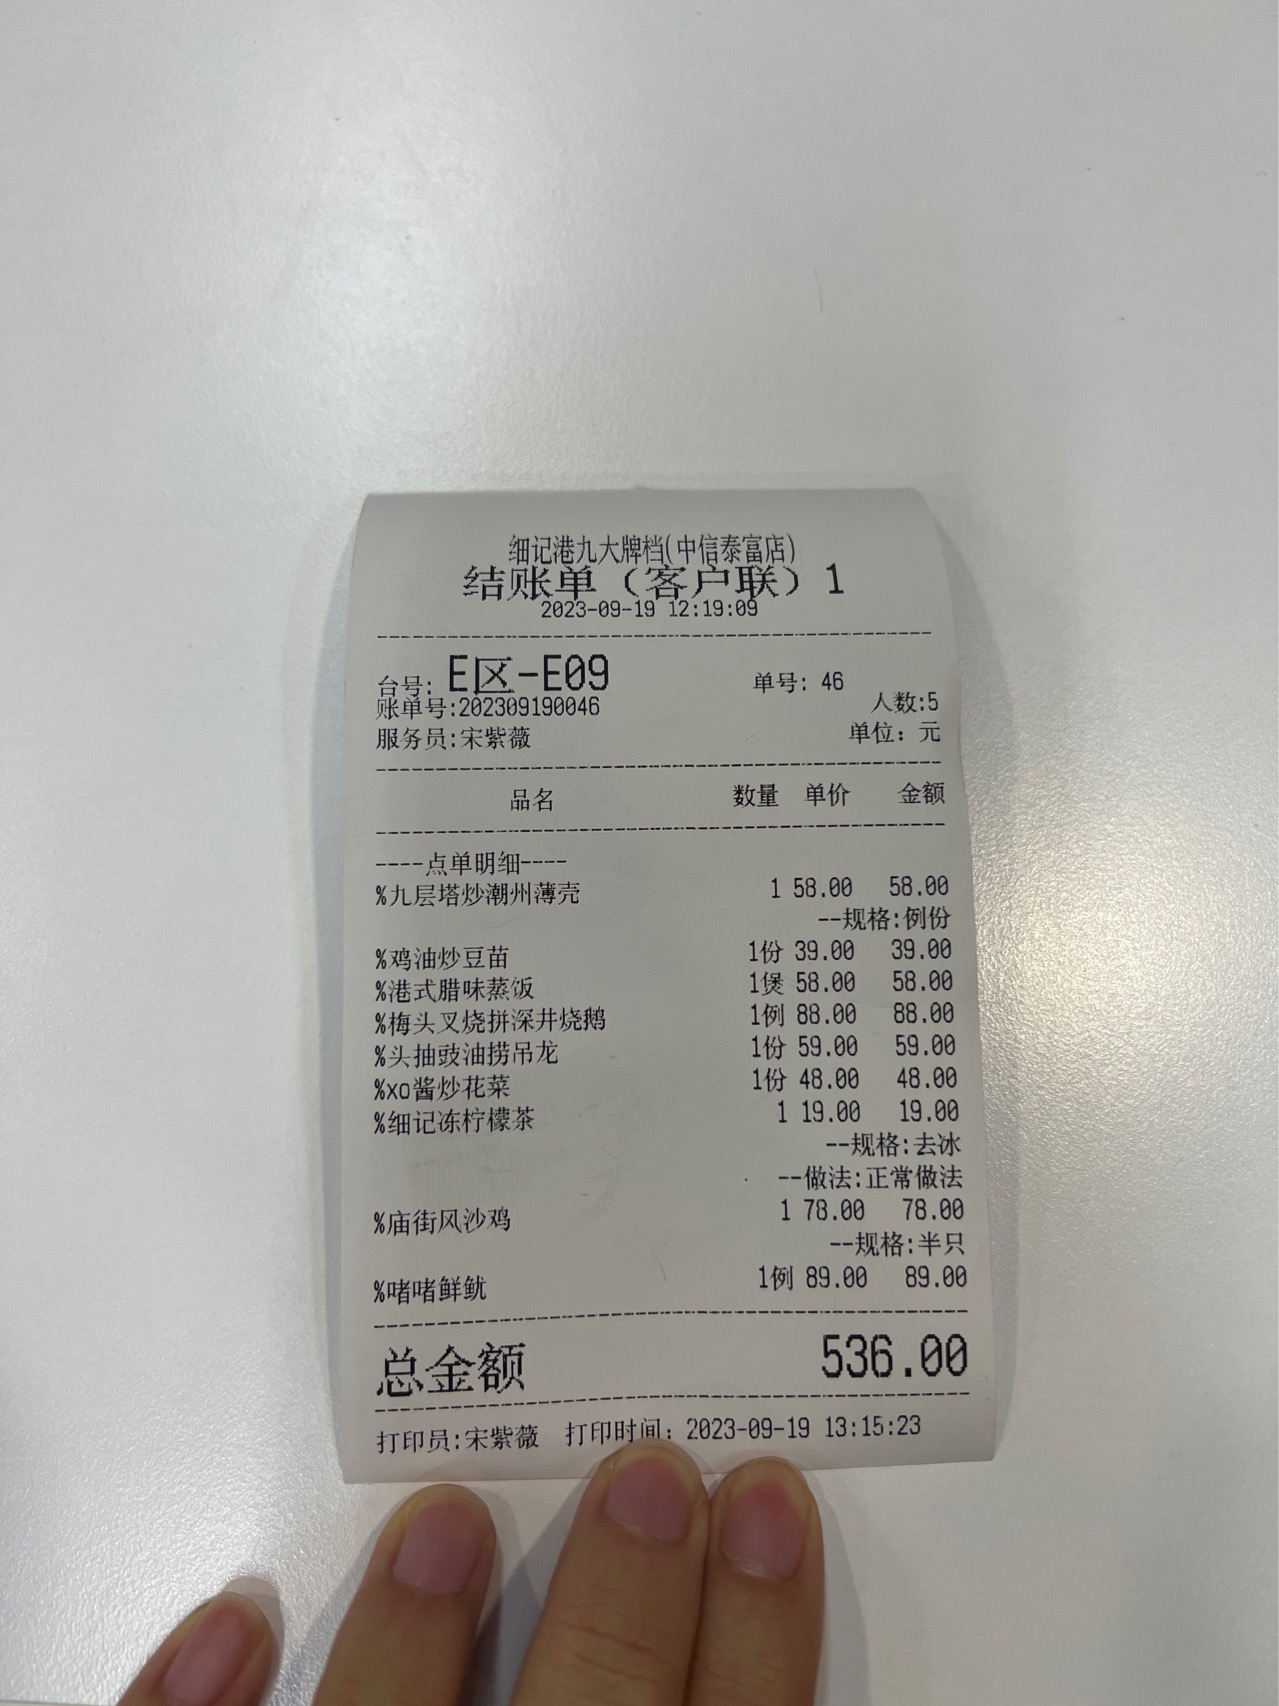 细记港九大牌档(中信泰富店)
结账单（客户联）1
2023-09-19 12:19:09
台号: E区-E09 单号: 46
账单号:202309190046 人数:5
服务员:宋紫薇 单位: 元
品名 数量 单价 金额
----点单明细----
%九层塔炒潮州薄壳 1 58.00 58.00
--规格:例份
%鸡油炒豆苗 1份 39.00 39.00
%港式腊味蒸饭 1煲 58.00 58.00
%梅头叉烧拼深井烧鹅 1例 88.00 88.00
%头抽豉油捞吊龙 1份 59.00 59.00
%xo酱炒花菜 1份 48.00 48.00
%细记冻柠檬茶 1 19.00 19.00
--规格:去冰
--做法:正常做法
%庙街风沙鸡 1 78.00 78.00
--规格:半只
%啫啫鲜鱿 1例 89.00 89.00
总金额 536.00
打印员:宋紫薇 打印时间: 2023-09-19 13:15:23